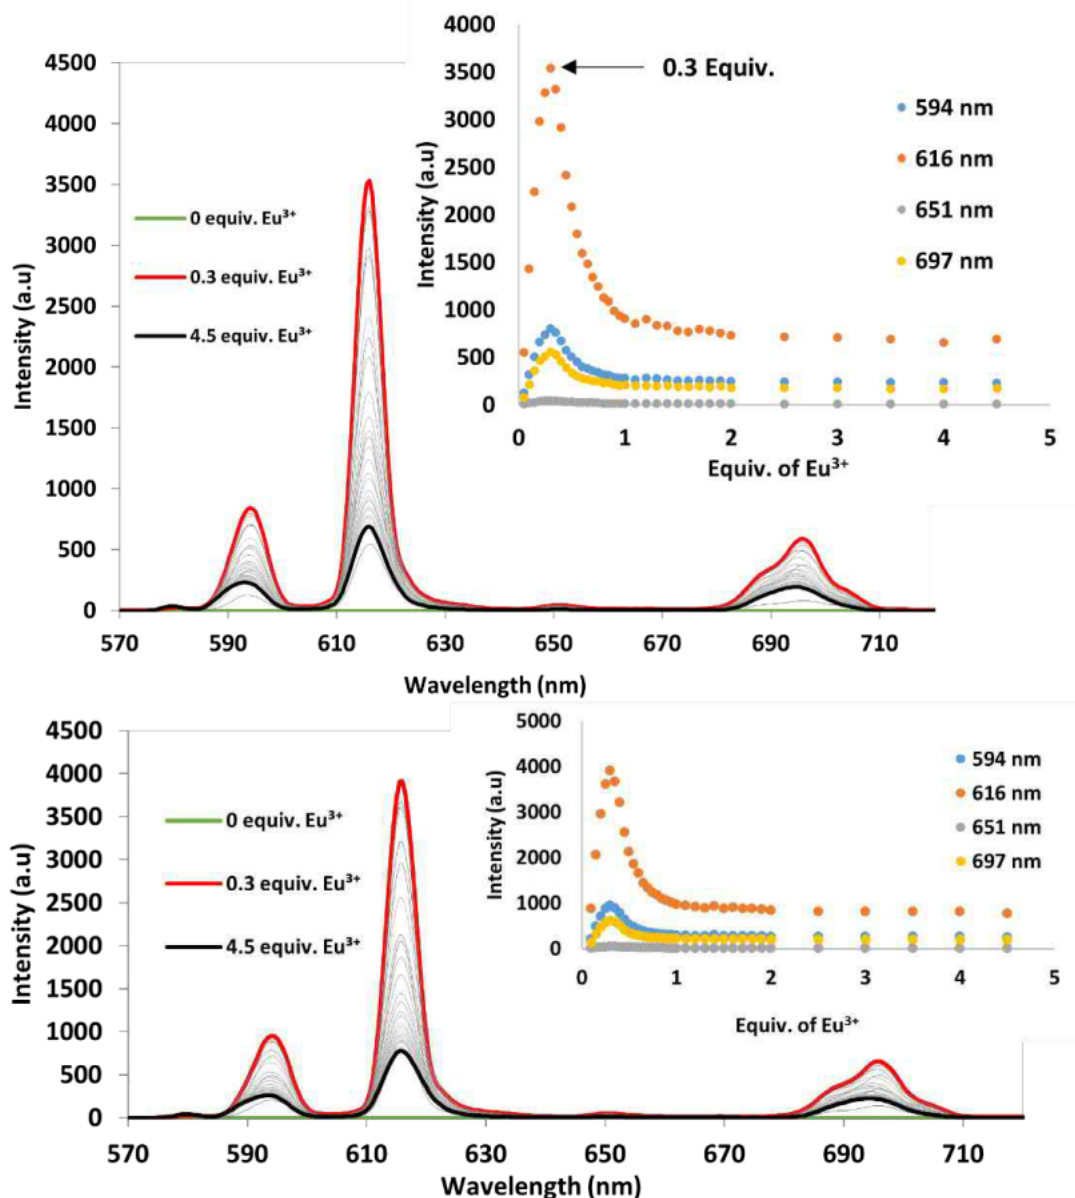 4500
4000
3500
3000
2500
2000
1500
1000
500
0
Intensity (a.u)
0 equiv. Eu³⁺
0.3 equiv. Eu³⁺
4.5 equiv. Eu³⁺
570 590 610 630 650 670 690 710
Wavelength (nm)
4000
3500
3000
2500
2000
1500
1000
500
0
Intensity (a.u)
0.3 Equiv.
594 nm
616 nm
651 nm
697 nm
0 1 2 3 4 5
Equiv. of Eu³⁺
4500
4000
3500
3000
2500
2000
1500
1000
500
0
Intensity (a.u)
0 equiv. Eu³⁺
0.3 equiv. Eu³⁺
4.5 equiv. Eu³⁺
570 590 610 630 650 670 690 710
Wavelength (nm)
5000
4000
3000
2000
1000
0
Intensity (a.u)
594 nm
616 nm
651 nm
697 nm
0 1 2 3 4 5
Equiv. of Eu³⁺